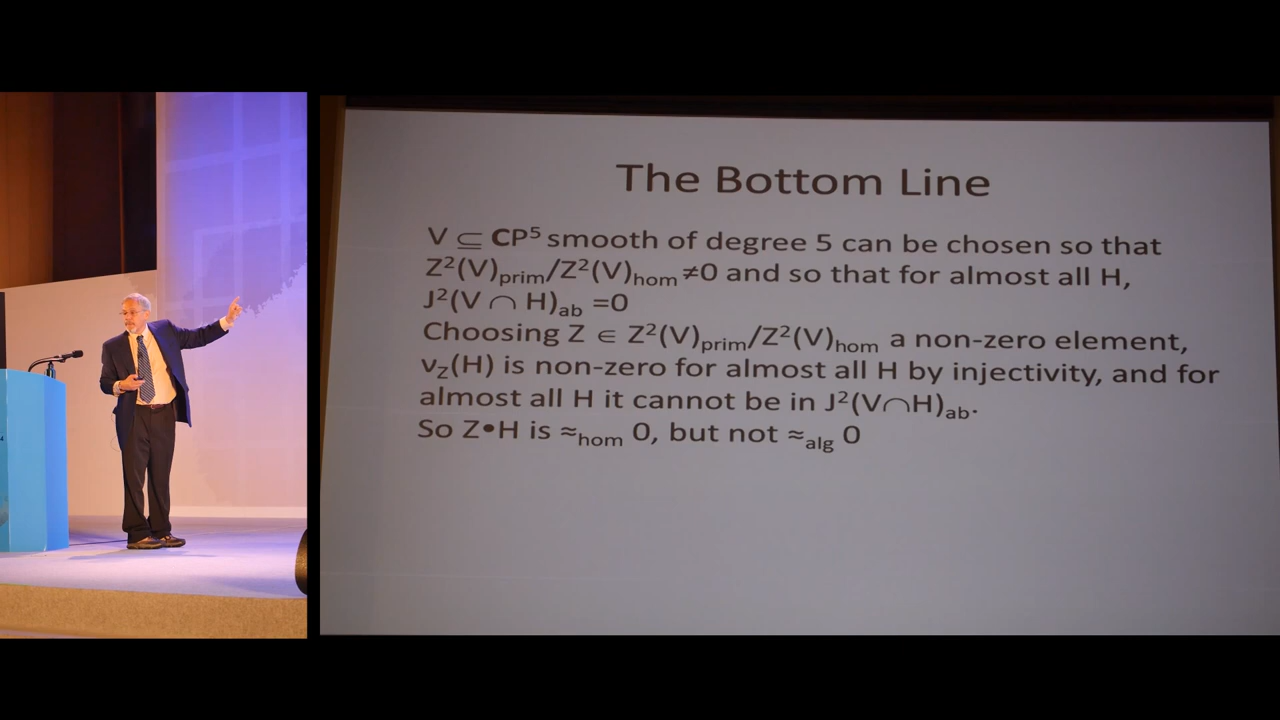 The Bottom Line
V ⊆ CP⁵ smooth of degree 5 can be chosen so that
Z²(V)prim/Z²(V)hom ≠0 and so that for almost all H,
J²(V ∩ H)ab =0
Choosing Z ∈ Z²(V)prim/Z²(V)hom a non-zero element,
νZ(H) is non-zero for almost all H by injectivity, and for
almost all H it cannot be in J²(V∩H)ab.
So Z•H is ≈hom 0, but not ≈alg 0